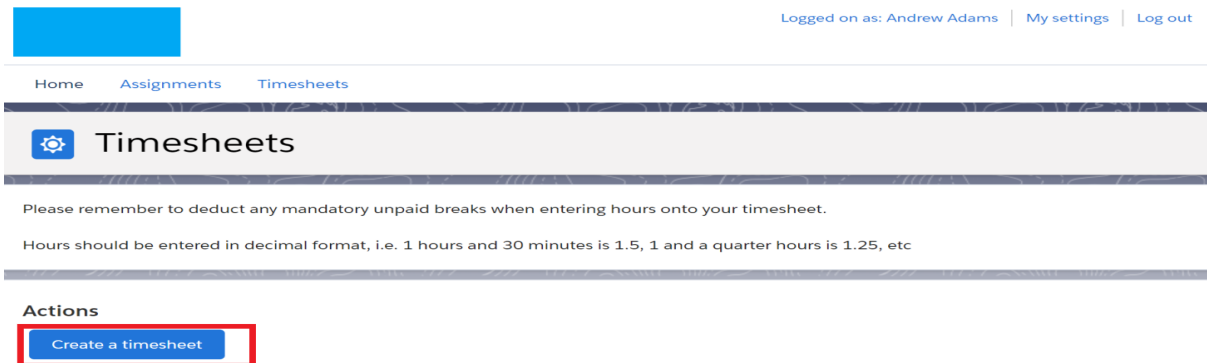 Logged on as: Andrew Adams My settings Log out
Home Assignments Timesheets
Timesheets
Please remember to deduct any mandatory unpaid breaks when entering hours onto your timesheet.
Hours should be entered in decimal format, i.e. 1 hours and 30 minutes is 1.5, 1 and a quarter hours is 1.25, etc
Actions
Create a timesheet